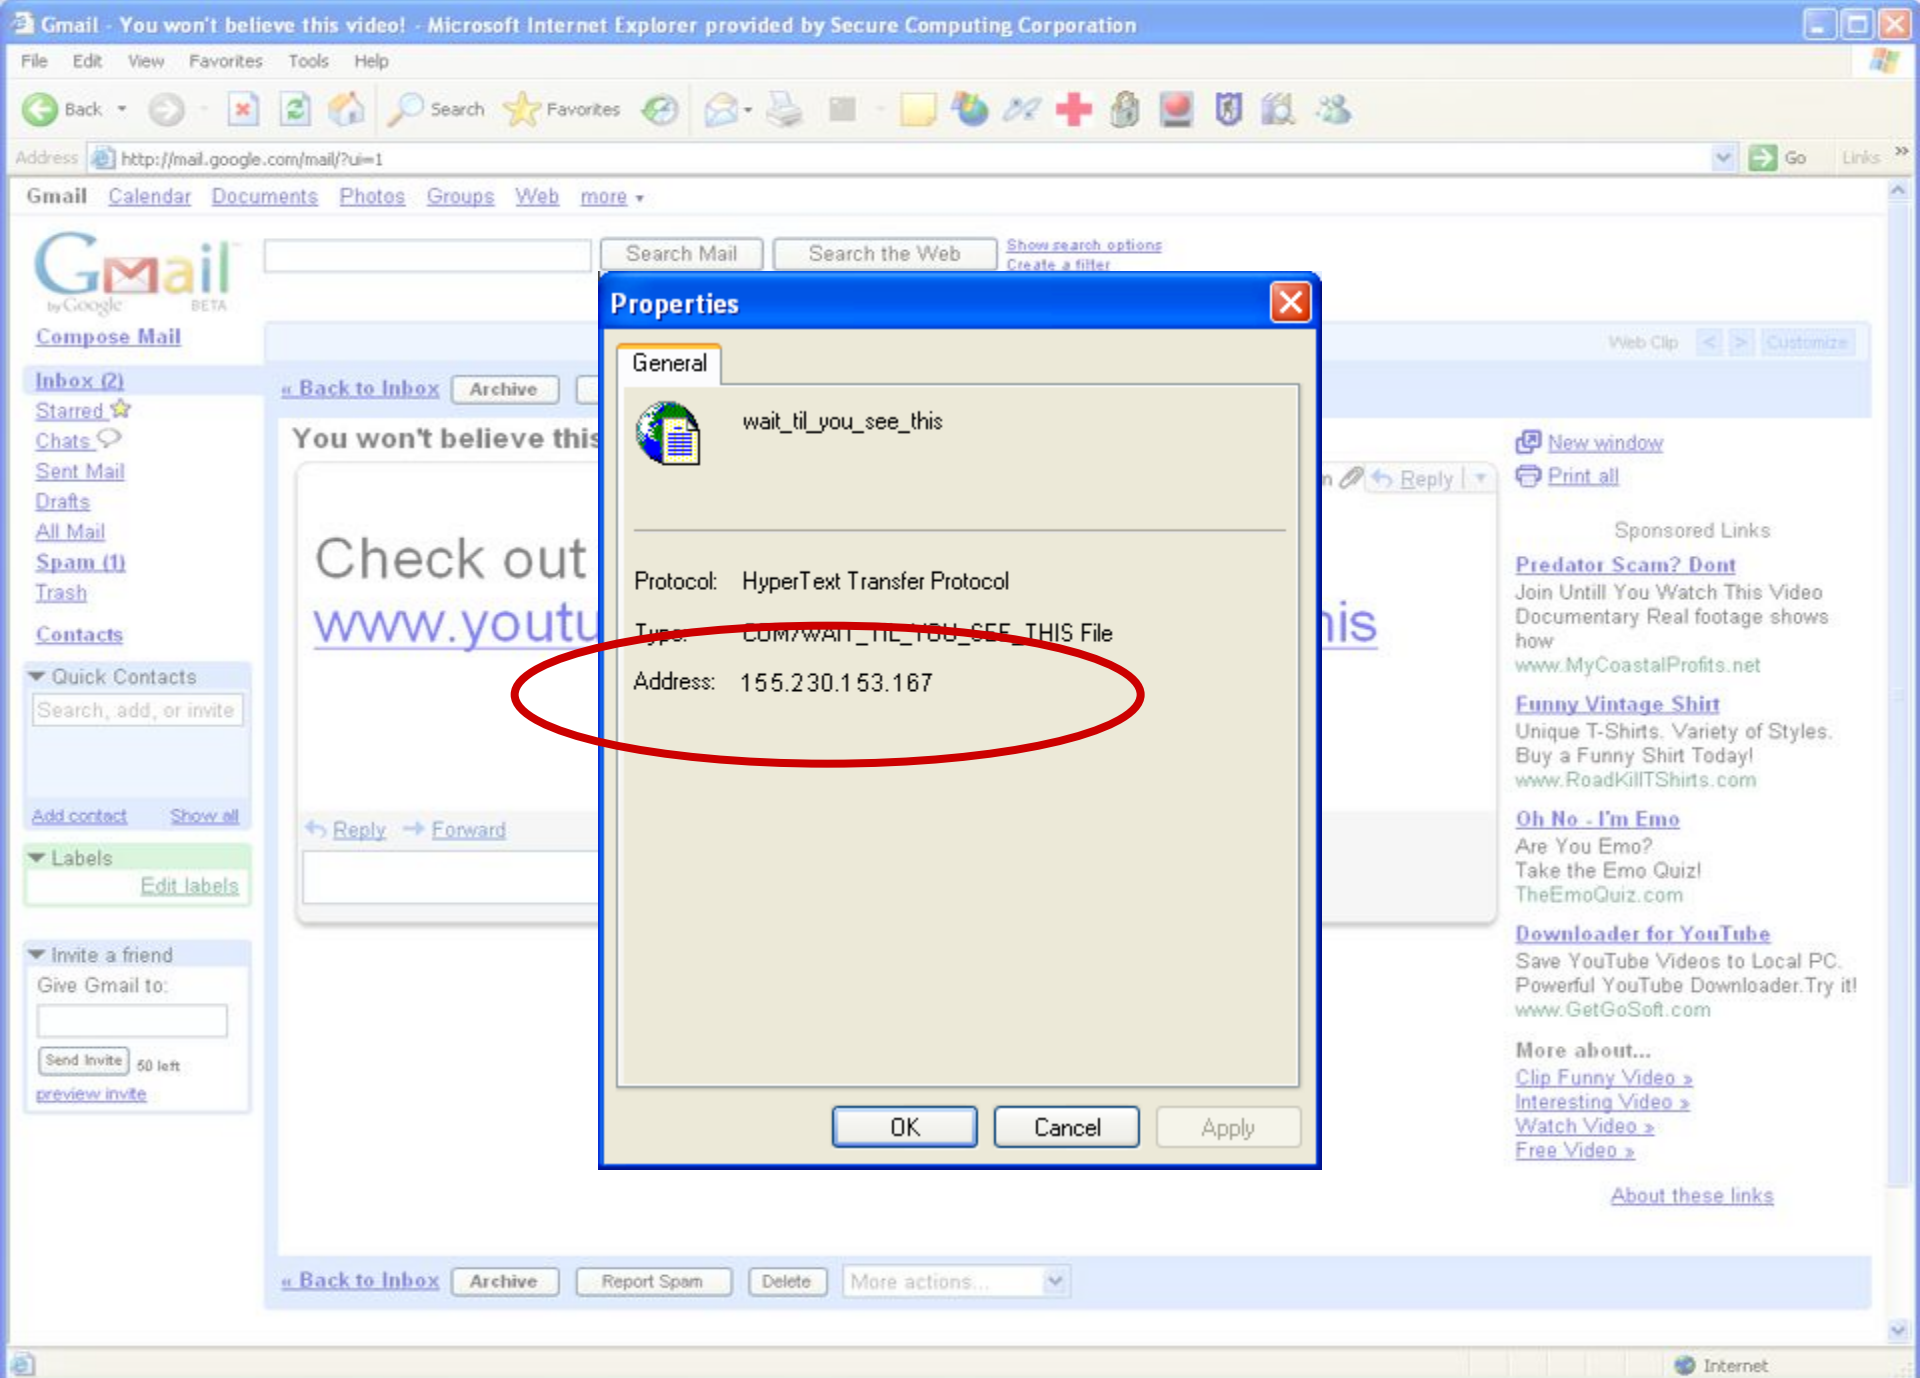 Gmail - You won't believe this video! - Microsoft Internet Explorer provided by Secure Computing Corporation
File Edit View Favorites Tools Help
Back Search Favorites
Address http://mail.google.com/mail/?ui=1 Go Links »
Gmail Calendar Documents Photos Groups Web more
Gmail by Google BETA
Search Mail Search the Web Show search options
Create a filter
Compose Mail
Inbox (2)
Starred
Chats
Sent Mail
Drafts
All Mail
Spam (1)
Trash
Contacts
Quick Contacts
Search, add, or invite
Add contact Show all
Labels
Edit labels
Invite a friend
Give Gmail to:
Send Invite 50 left
preview invite
Web Clip < > Customize
« Back to Inbox Archive
You won't believe this
Reply
Check out
www.youtu
his
Reply Forward
Properties
General
wait_til_you_see_this
Protocol: HyperText Transfer Protocol
Type: COM/WAIT_TIL_YOU_SEE_THIS File
Address: 155.230.153.167
OK Cancel Apply
New window
Print all
Sponsored Links
Predator Scam? Dont
Join Untill You Watch This Video
Documentary Real footage shows
how
www.MyCoastalProfits.net
Funny Vintage Shirt
Unique T-Shirts. Variety of Styles.
Buy a Funny Shirt Today!
www.RoadKillTShirts.com
Oh No - I'm Emo
Are You Emo?
Take the Emo Quiz!
TheEmoQuiz.com
Downloader for YouTube
Save YouTube Videos to Local PC.
Powerful YouTube Downloader.Try it!
www.GetGoSoft.com
More about...
Clip Funny Video »
Interesting Video »
Watch Video »
Free Video »
About these links
« Back to Inbox Archive Report Spam Delete More actions...
Internet